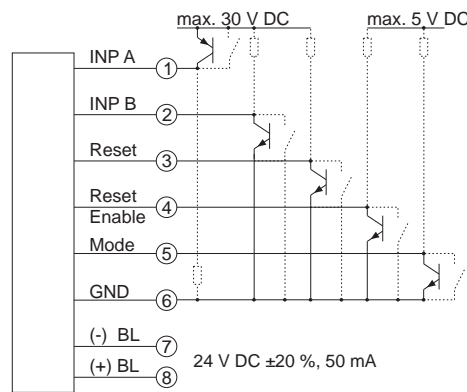 max. 30 V DC
max. 5 V DC
INP A
1
INP B
2
Reset
3
Reset
Enable
4
Mode
5
GND
6
(-) BL
7
24 V DC ±20 %, 50 mA
(+) BL
8